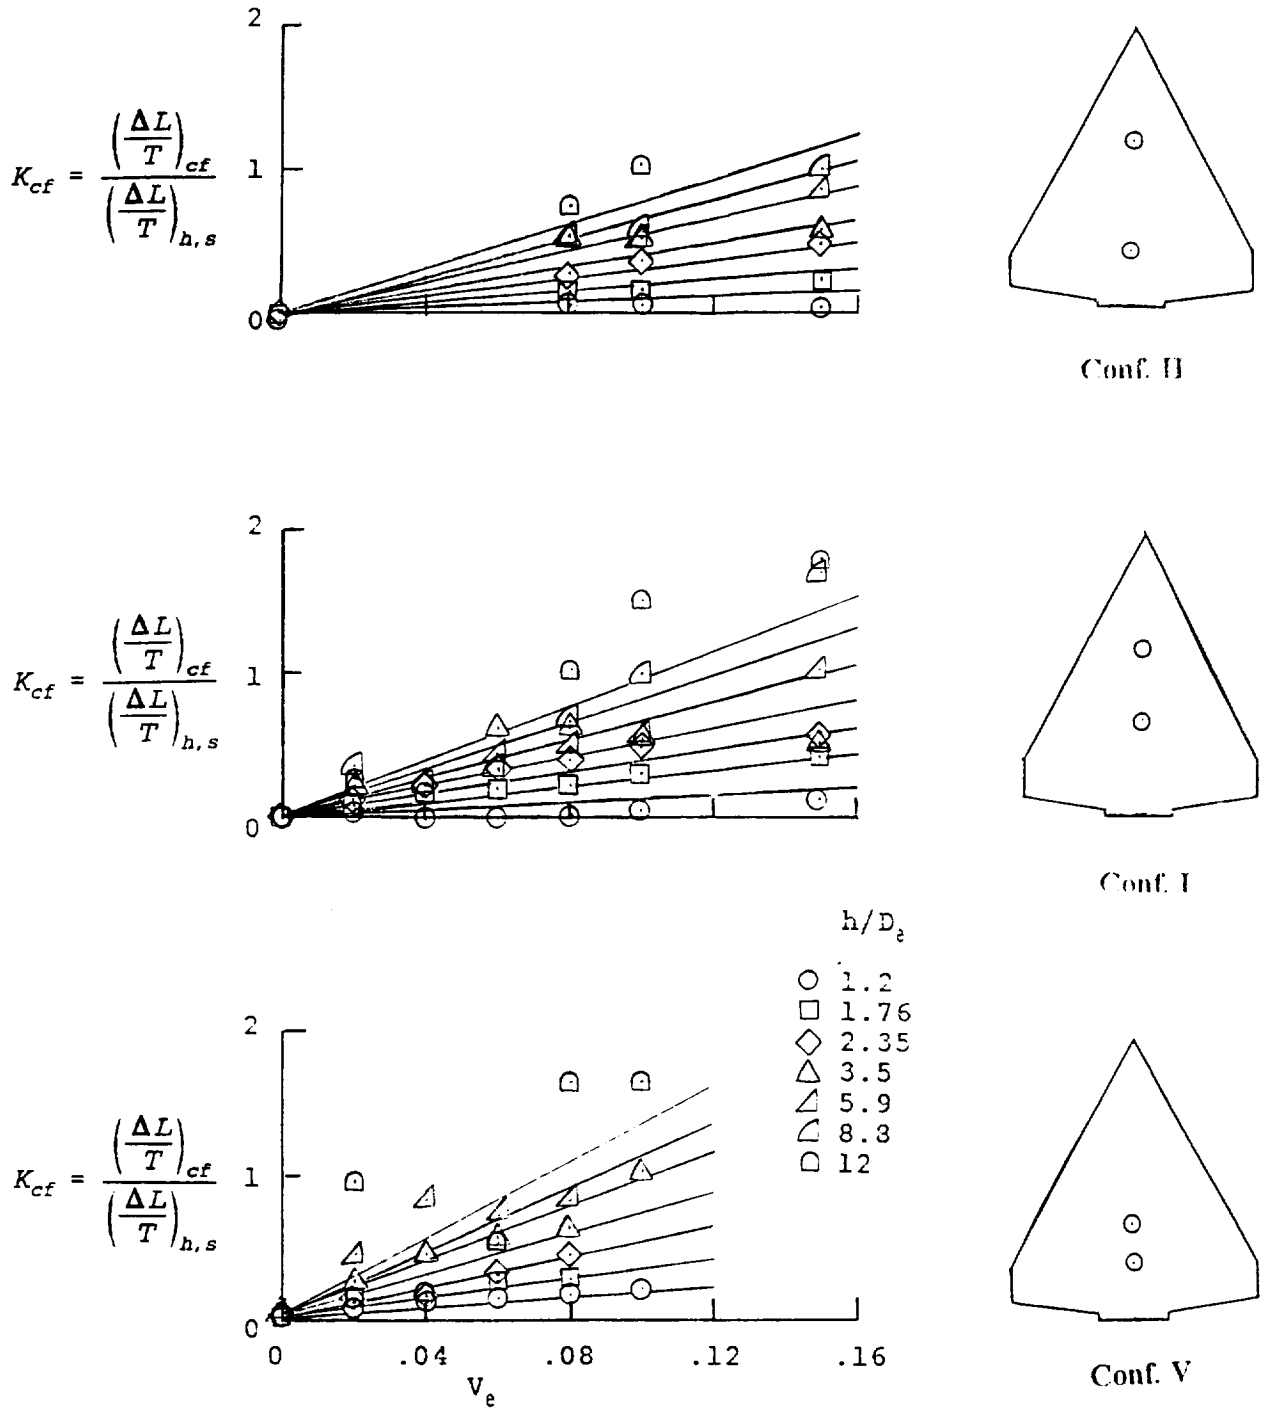 2
K_cf = (ΔL/T)_cf / (ΔL/T)_h,s
1
0
Conf. II
2
K_cf = (ΔL/T)_cf / (ΔL/T)_h,s
1
0
Conf. I
h/D_e
1.2
1.76
2.35
3.5
5.9
8.8
12
2
K_cf = (ΔL/T)_cf / (ΔL/T)_h,s
1
0
0 .04 .08 .12 .16
V_e
Conf. V